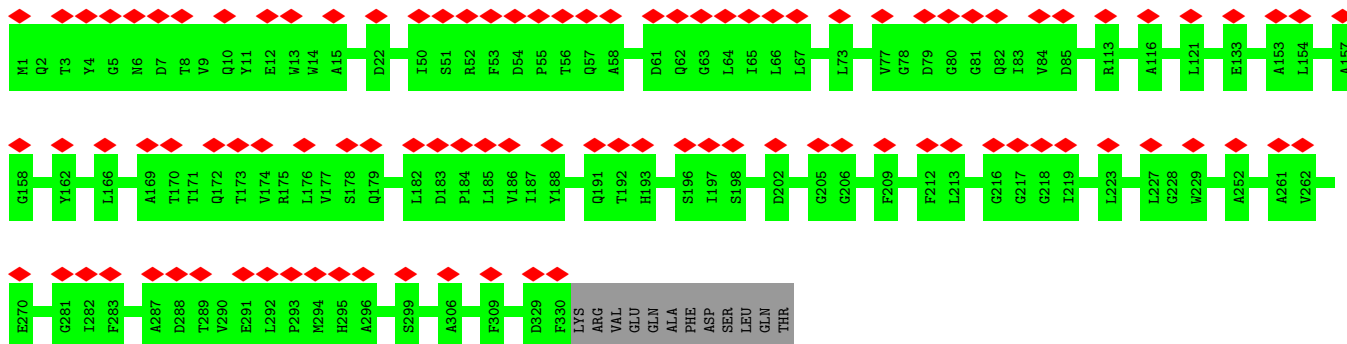 M1 Q2 T3 Y4 G5 N6 D7 T8 V9 Q10 Y11 E12 W13 W14 A15 D22 I50 S51 R52 F53 D54 P55 T56 Q57 A58 D61 Q62 G63 L64 I65 L66 L67 L73 V77 G78 D79 G80 G81 Q82 I83 V84 D85 R113 A116 L121 E133 A153 L154 A157
G158 Y162 L166 A169 T170 T171 Q172 T173 V174 R175 L176 V177 S178 Q179 L182 D183 P184 L185 V186 I187 Y188 Q191 T192 H193 S196 I197 S198 D202 G205 G206 F209 F212 L213 G216 G217 G218 I219 L223 L227 G228 W229 A252 A261 V262
E270 G281 I282 F283 A287 D288 T289 V290 E291 L292 P293 M294 H295 A296 S299 A306 F309 D329 F330 LYS ARG VAL GLU GLN ALA PHE ASP SER LEU GLN THR